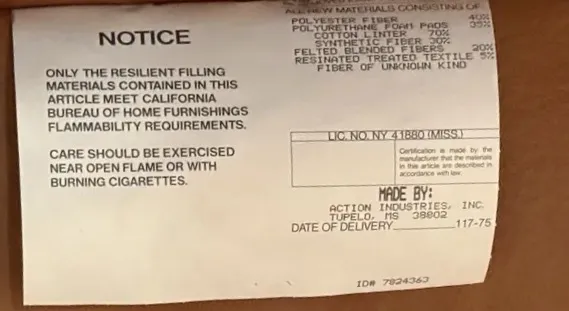 NOTICE
ONLY THE RESILIENT FILLING
MATERIALS CONTAINED IN THIS
ARTICLE MEET CALIFORNIA
BUREAU OF HOME FURNISHINGS
FLAMMABILITY REQUIREMENTS.
CARE SHOULD BE EXERCISED
NEAR OPEN FLAME OR WITH
BURNING CIGARETTES.
ALL NEW MATERIALS CONSISTING OF
POLYESTER FIBER 40%
POLYURETHANE FOAM PADS 35%
COTTON LINTER 70%
SYNTHETIC FIBER 30%
FELTED BLENDED FIBERS 20%
RESINATED TREATED TEXTILE 5%
FIBER OF UNKNOWN KIND
LIC. NO. NY 41880 (MISS.)
Certification is made by the
manufacturer that the materials
in this article are described in
accordance with law.
MADE BY:
ACTION INDUSTRIES, INC.
TUPELO, MS 38802
DATE OF DELIVERY 117-75
ID# 7824363